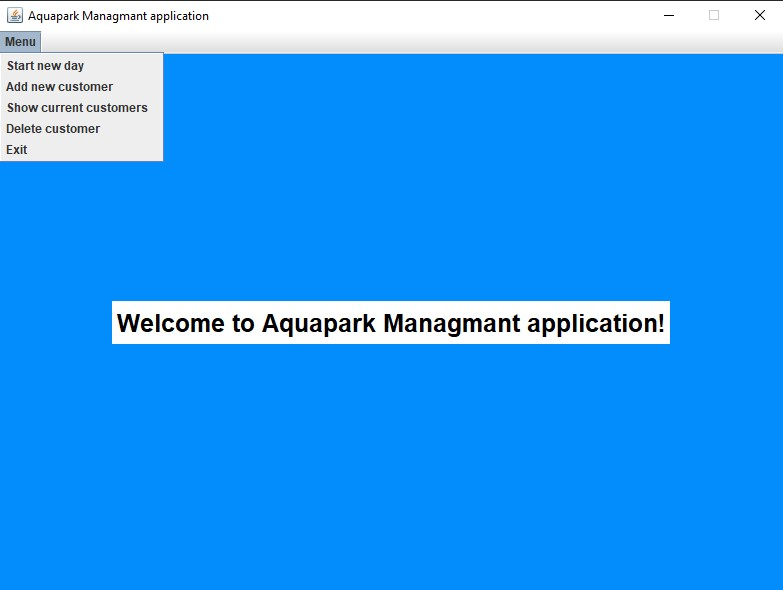 Aquapark Managmant application
Menu
Start new day
Add new customer
Show current customers
Delete customer
Exit
Welcome to Aquapark Managmant application!